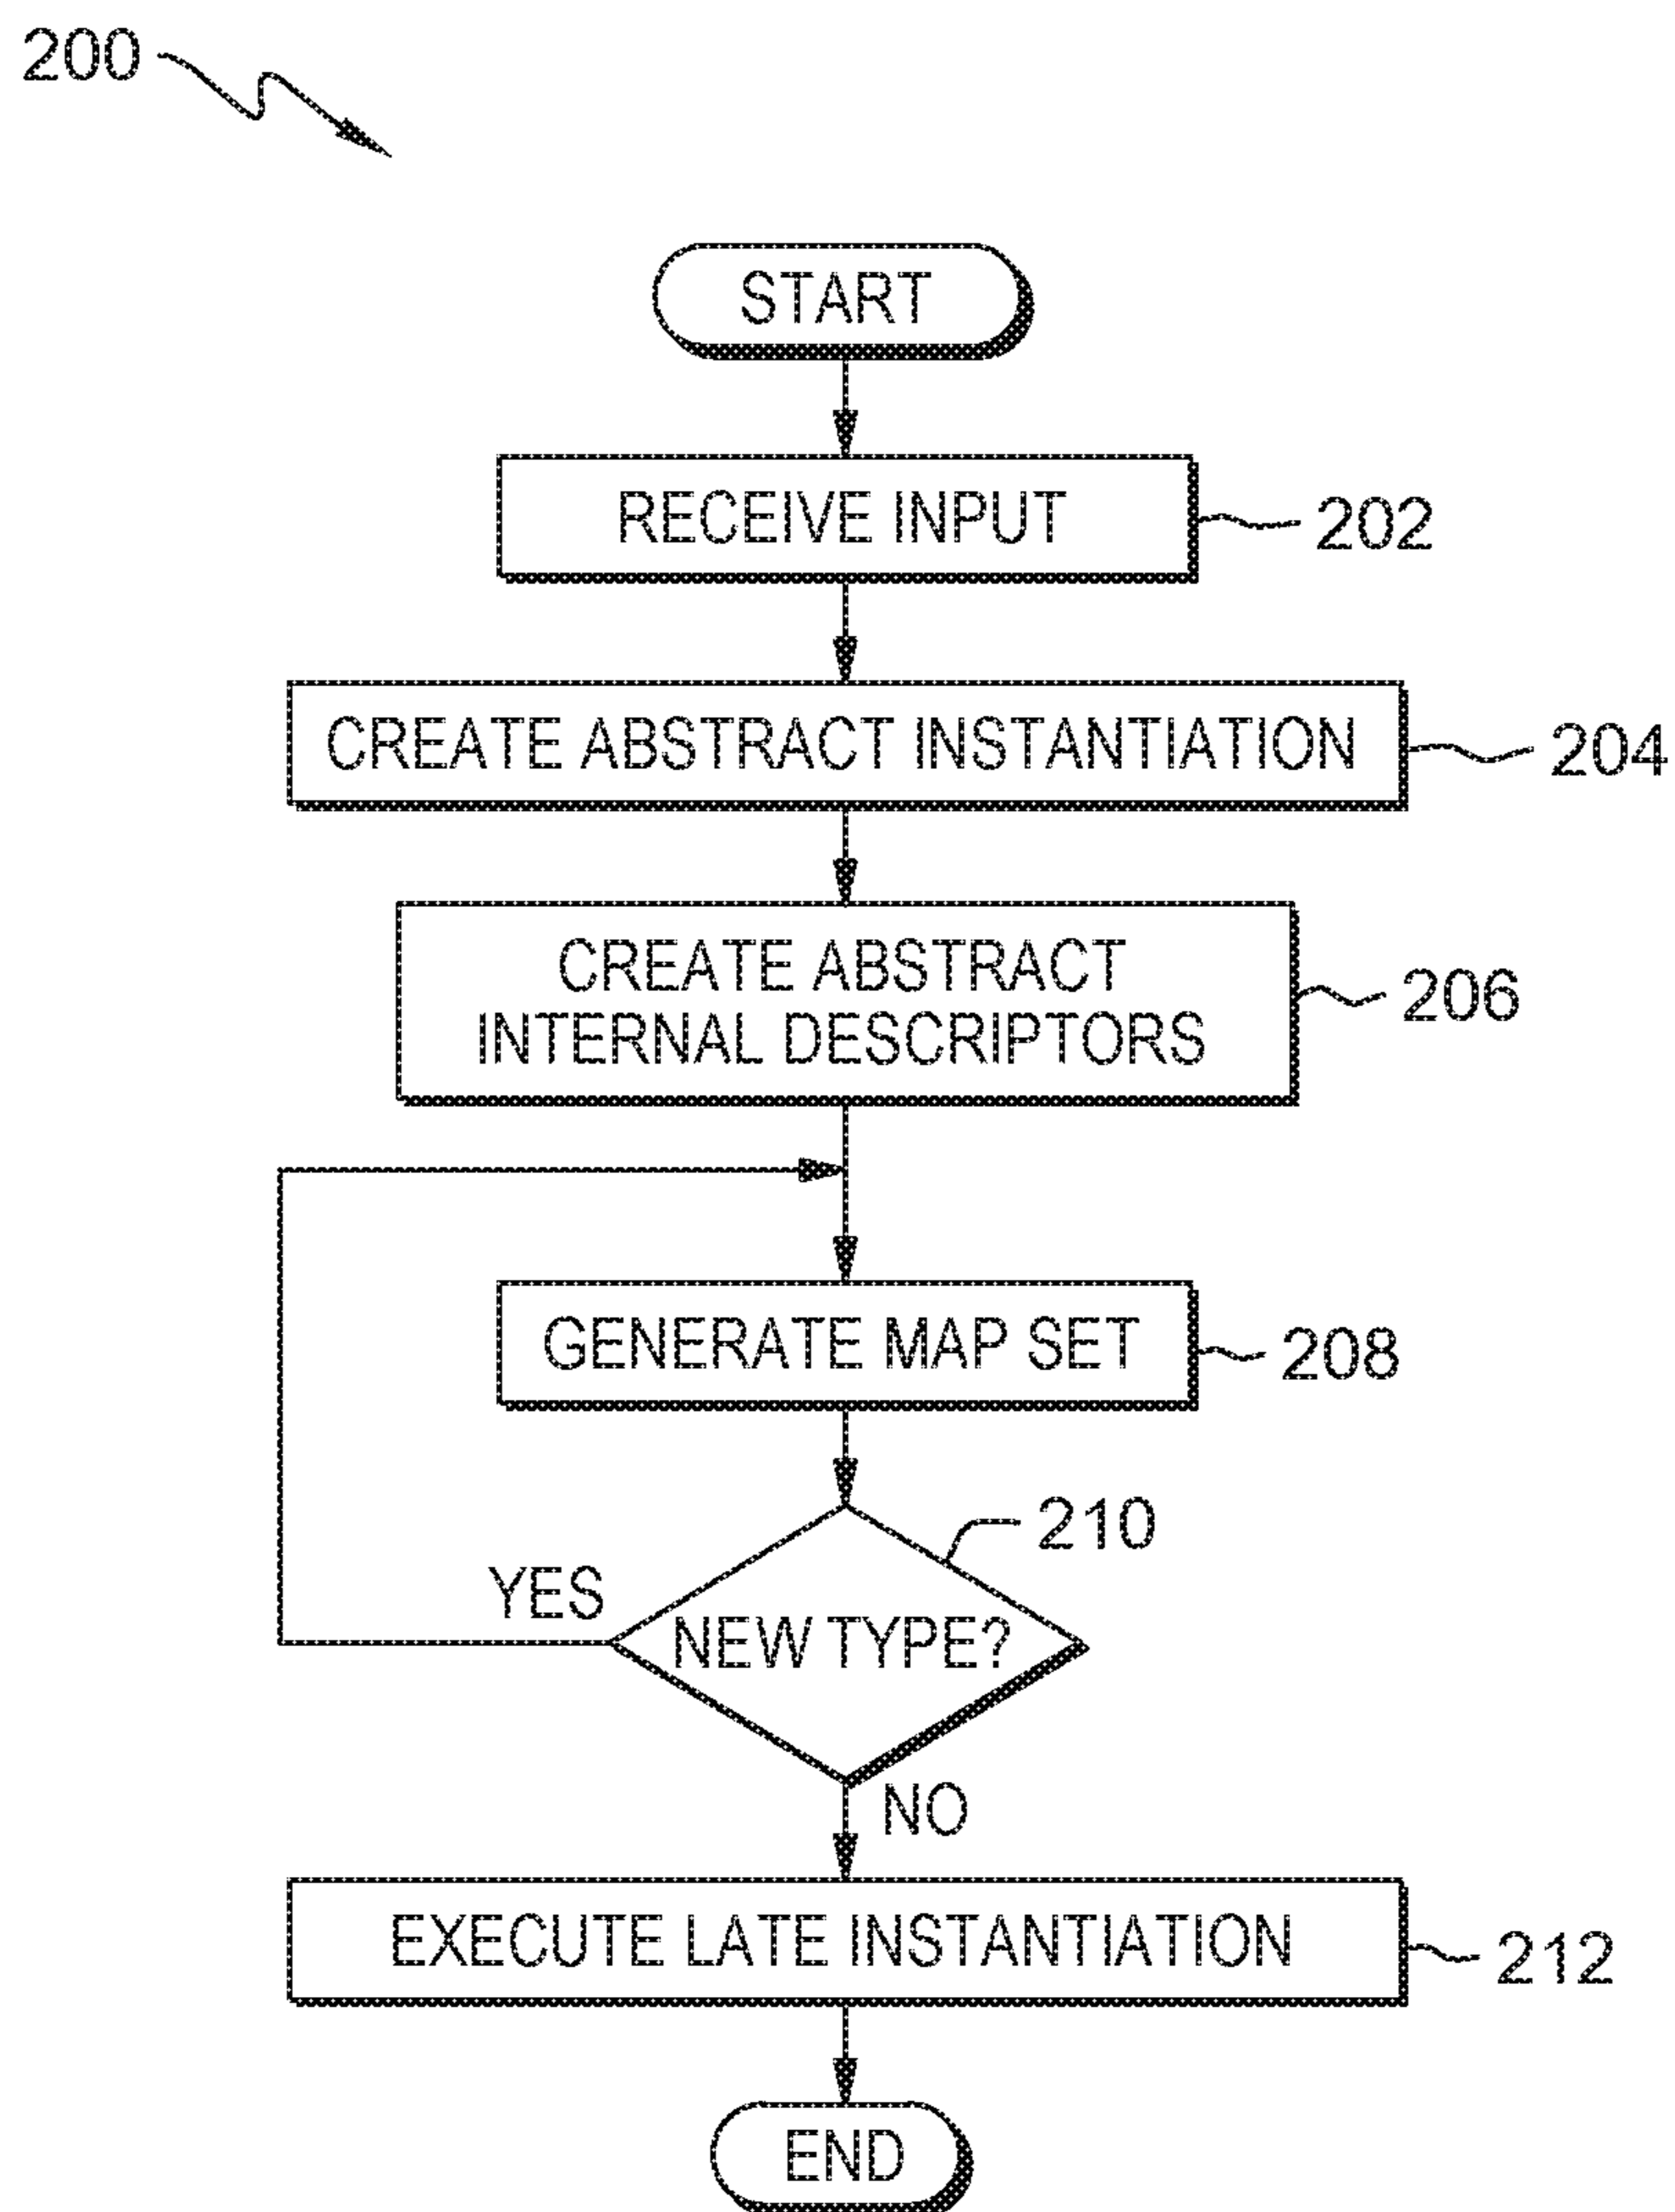 200
START
RECEIVE INPUT
202
CREATE ABSTRACT INSTANTIATION
204
CREATE ABSTRACT
INTERNAL DESCRIPTORS
206
GENERATE MAP SET
208
210
YES
NEW TYPE?
NO
EXECUTE LATE INSTANTIATION
212
END